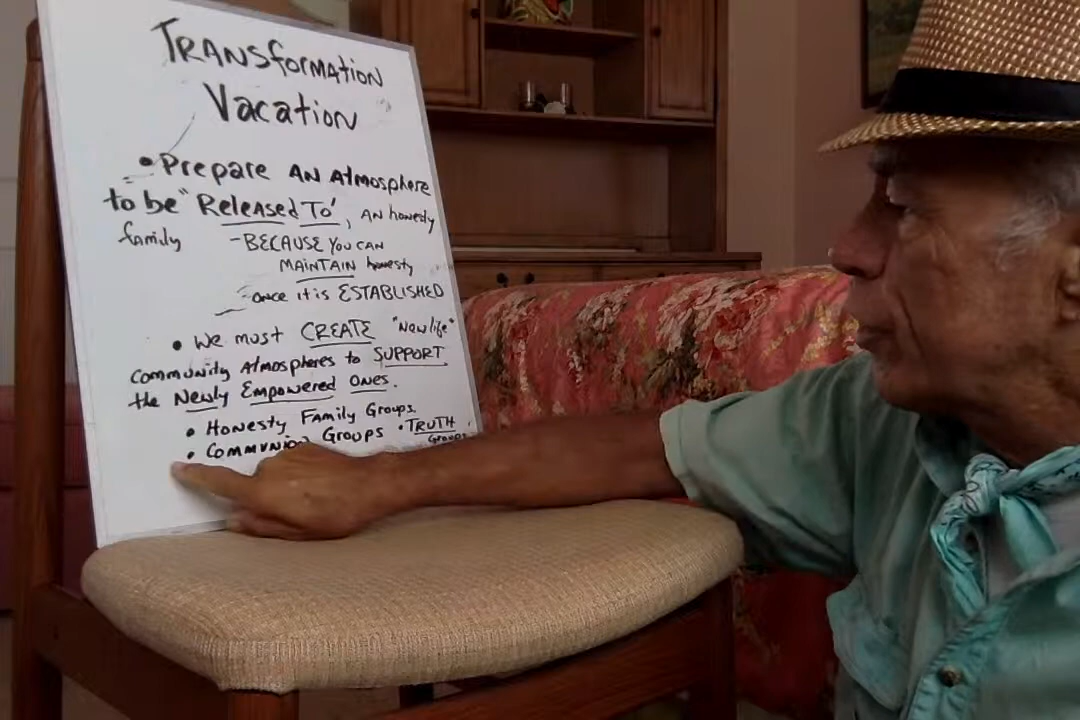 TRANSformATION
Vacation
• Prepare AN Atmosphere
to be "Released To", AN honesty
family - BECAUSE YOU CAN
MAINTAIN honesty
once it is ESTABLISHED
• We must CREATE "New life"
Community Atmospheres to SUPPORT
the Newly Empowered Ones.
• Honesty Family Groups.
• Communion Groups • TRUTH
Groups